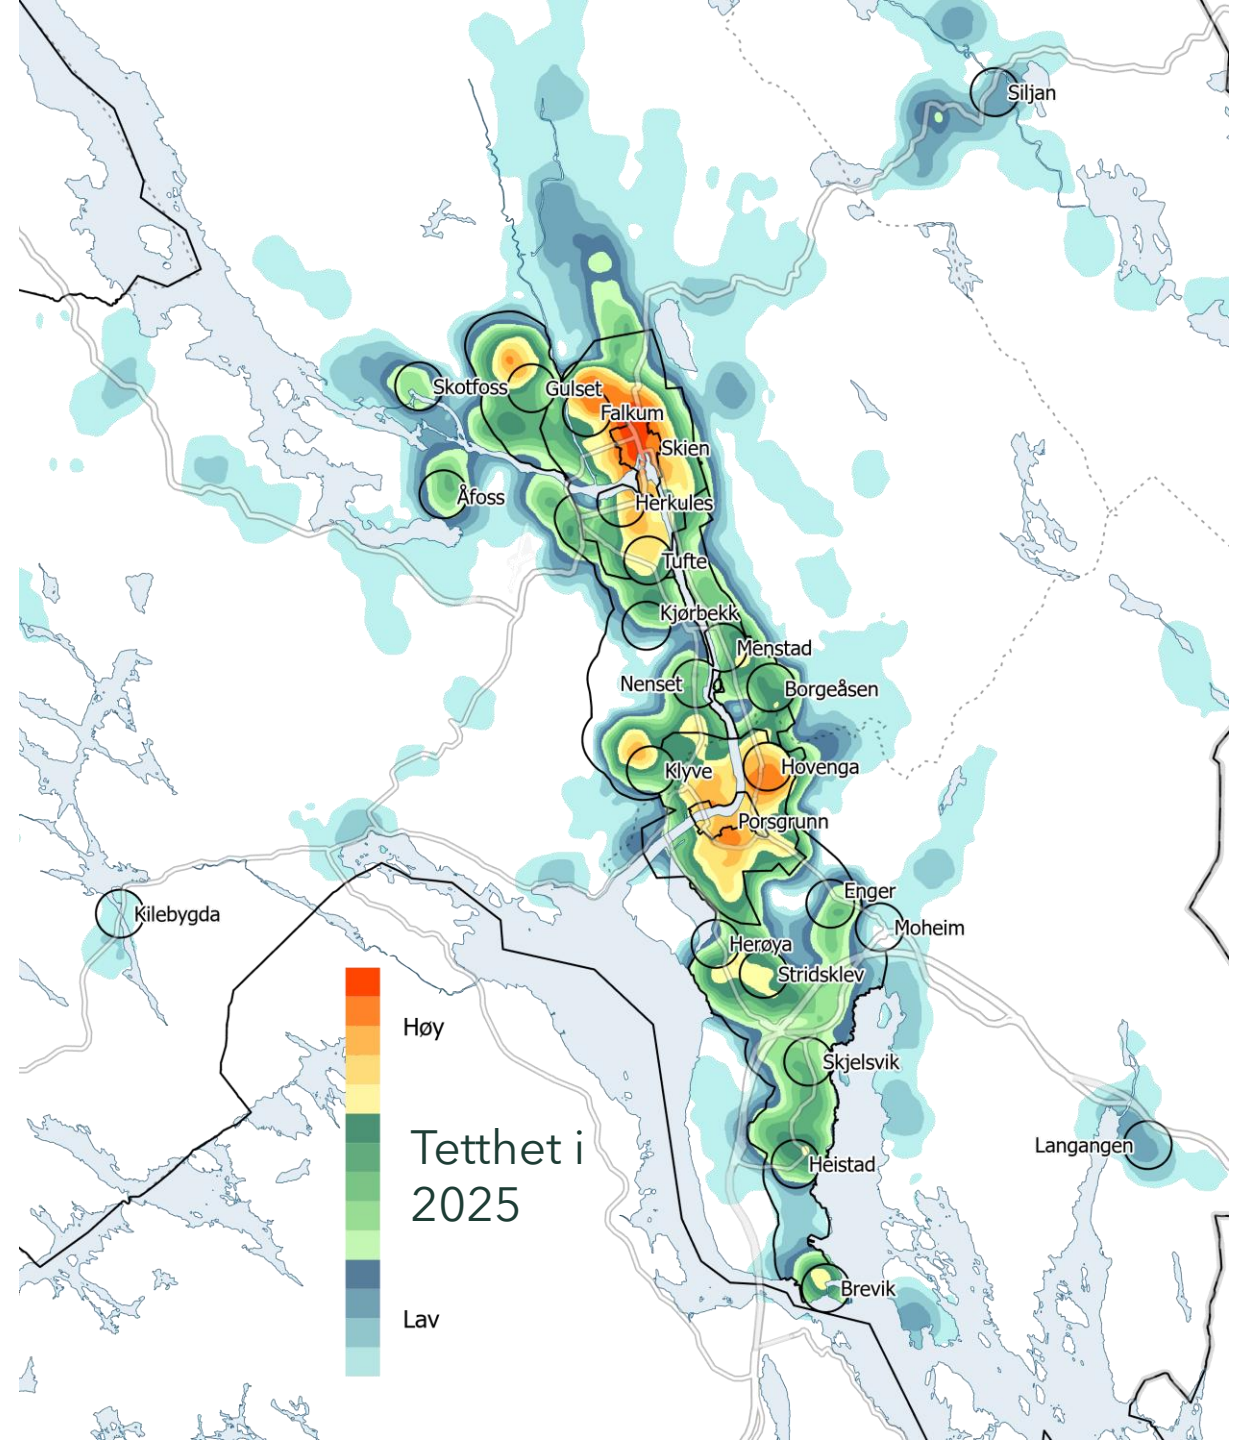 Siljan
Skotfoss
Gulset
Falkum
Skien
Åfoss
Herkules
Tufte
Kjørbekk
Menstad
Nenset
Borgeåsen
Klyve
Hovenga
Porsgrunn
Enger
Kilebygda
Moheim
Herøya
Stridsklev
Høy
Skjelsvik
Tetthet i
2025
Langangen
Heistad
Brevik
Lav